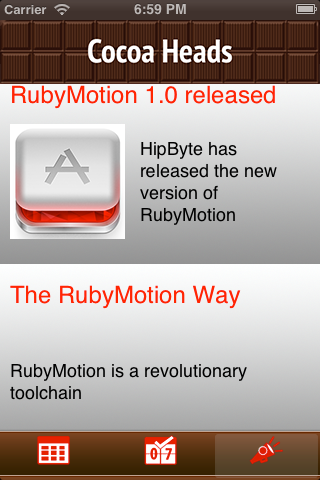 Carrier 6:59 PM
Cocoa Heads
RubyMotion 1.0 released
HipByte has
released the new
version of
RubyMotion
The RubyMotion Way
RubyMotion is a revolutionary
toolchain
07